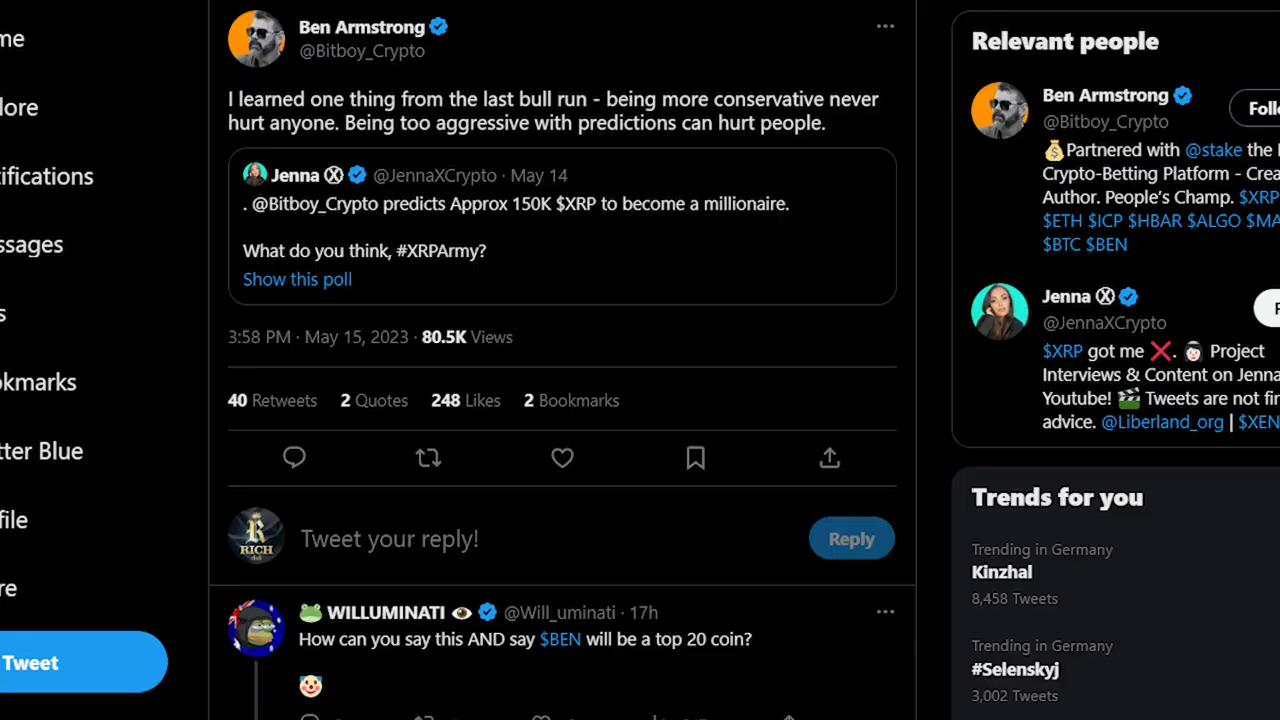 me
Ben Armstrong
@Bitboy_Crypto
I learned one thing from the last bull run - being more conservative never
hurt anyone. Being too aggressive with predictions can hurt people.
Jenna Ⓧ @JennaXCrypto · May 14
. @Bitboy_Crypto predicts Approx 150K $XRP to become a millionaire.
What do you think, #XRPArmy?
Show this poll
3:58 PM · May 15, 2023 · 80.5K Views
40 Retweets 2 Quotes 248 Likes 2 Bookmarks
RICH
Tweet your reply!
Reply
🐸 WILLUMINATI 👁 @Will_uminati · 17h
How can you say this AND say $BEN will be a top 20 coin?
🤡
lore
tifications
ssages
s
okmarks
tter Blue
file
re
Tweet
Relevant people
Ben Armstrong
@Bitboy_Crypto
Follo
💰Partnered with @stake the
Crypto-Betting Platform - Crea
Author. People's Champ. $XRP
$ETH $ICP $HBAR $ALGO $MA
$BTC $BEN
Jenna Ⓧ
@JennaXCrypto
F
$XRP got me ❌. 👩🏻‍🚀 Project
Interviews & Content on Jenna
Youtube! 🎬 Tweets are not fin
advice. @Liberland_org | $XEN
Trends for you
Trending in Germany
Kinzhal
8,458 Tweets
Trending in Germany
#Selenskyj
3,002 Tweets